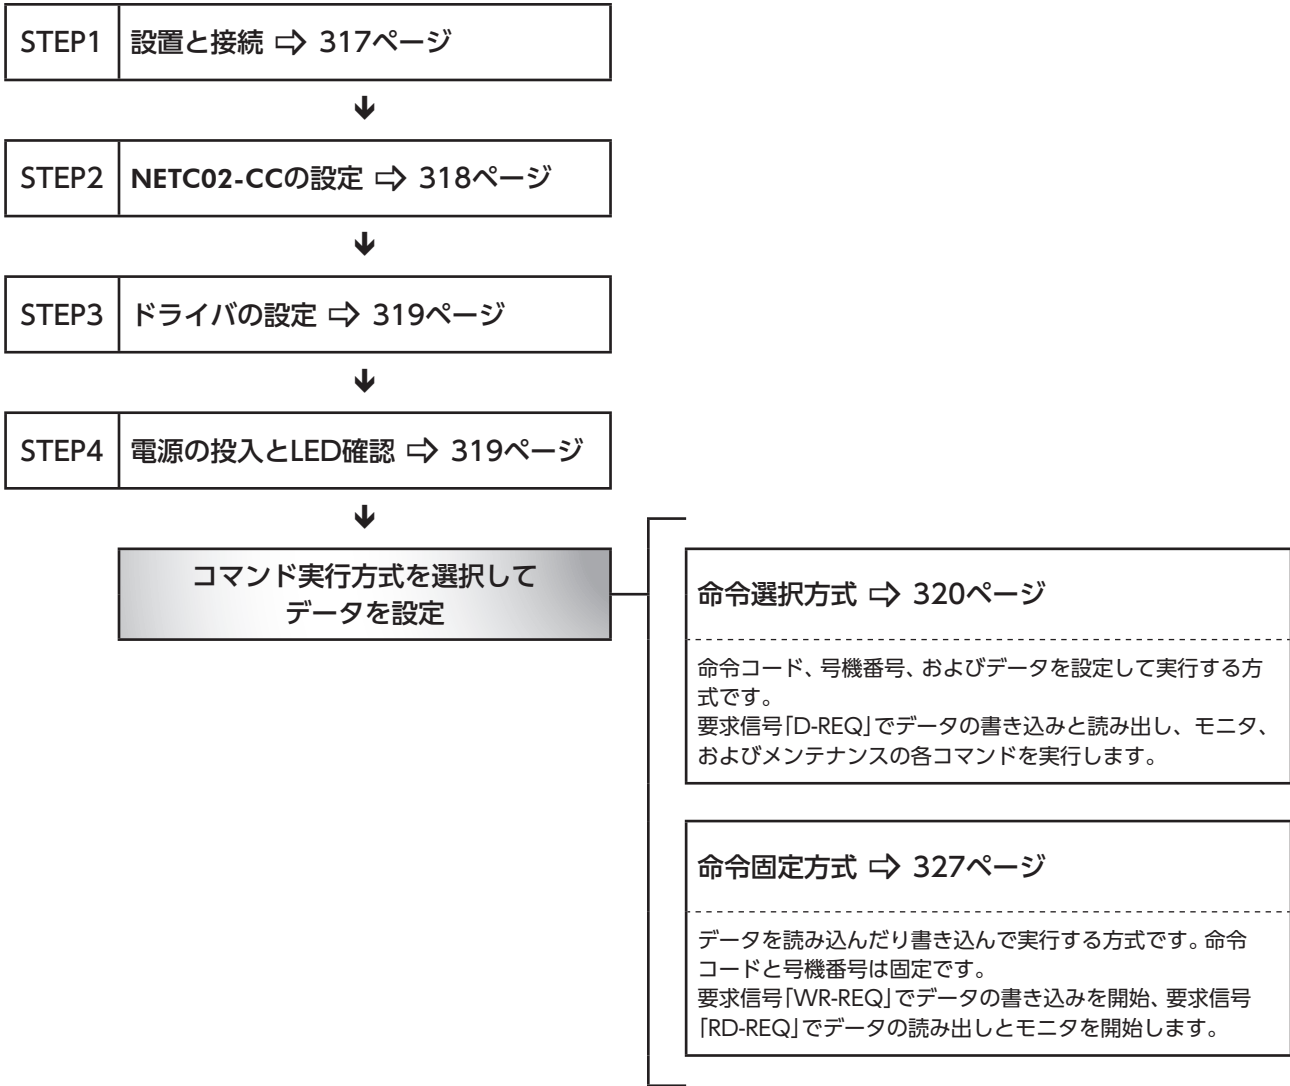 STEP1 設置と接続 ⇨ 317ページ
STEP2 NETC02-CCの設定 ⇨ 318ページ
STEP3 ドライバの設定 ⇨ 319ページ
STEP4 電源の投入とLED確認 ⇨ 319ページ
コマンド実行方式を選択して
データを設定
命令選択方式 ⇨ 320ページ
命令コード、号機番号、およびデータを設定して実行する方
式です。
要求信号「D-REQ」でデータの書き込みと読み出し、モニタ、
およびメンテナンスの各コマンドを実行します。
命令固定方式 ⇨ 327ページ
データを読み込んだり書き込んで実行する方式です。命令
コードと号機番号は固定です。
要求信号「WR-REQ」でデータの書き込みを開始、要求信号
「RD-REQ」でデータの読み出しとモニタを開始します。